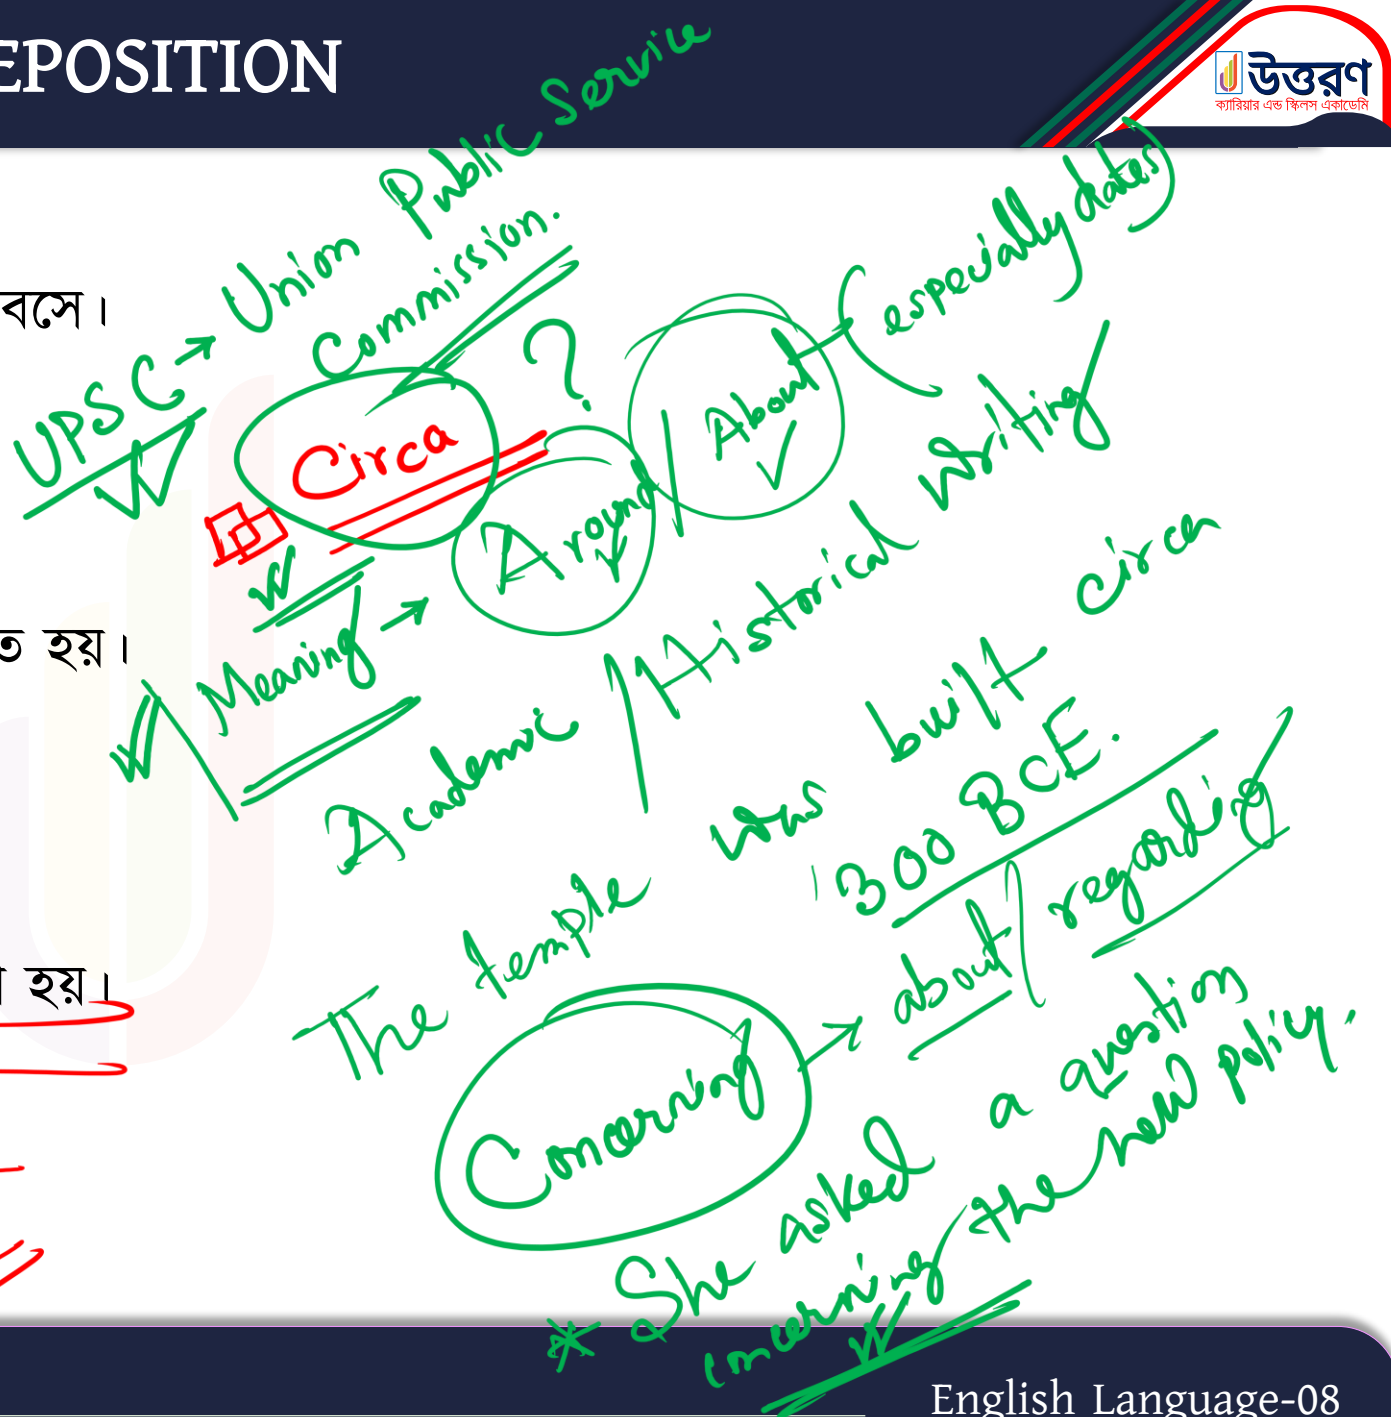 EPOSITION
উত্তরণ
ক্যারিয়ার এন্ড স্কিলস একাডেমি
বসে।
ত হয়।
হয়।
UPSC → Union Public Service
Commission.
Circa ?
Meaning → Around / About (especially dates)
Academic / Historical writing
The temple was built circa
300 BCE.
Concerning → about / regarding
* She asked a question
concerning the new policy.
English Language-08